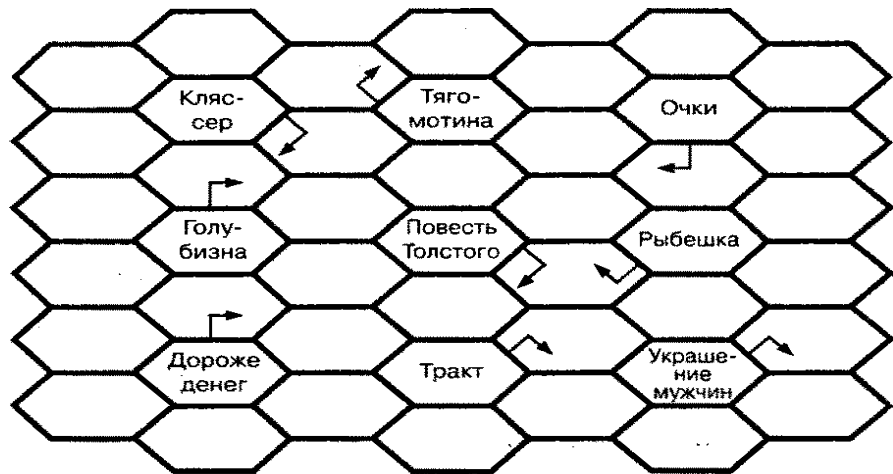 Кляс-
сер
Тяго-
мотина
Очки
Голу-
бизна
Повесть
Толстого
Рыбешка
Дороже
денег
Тракт
Украше-
ние
мужчин